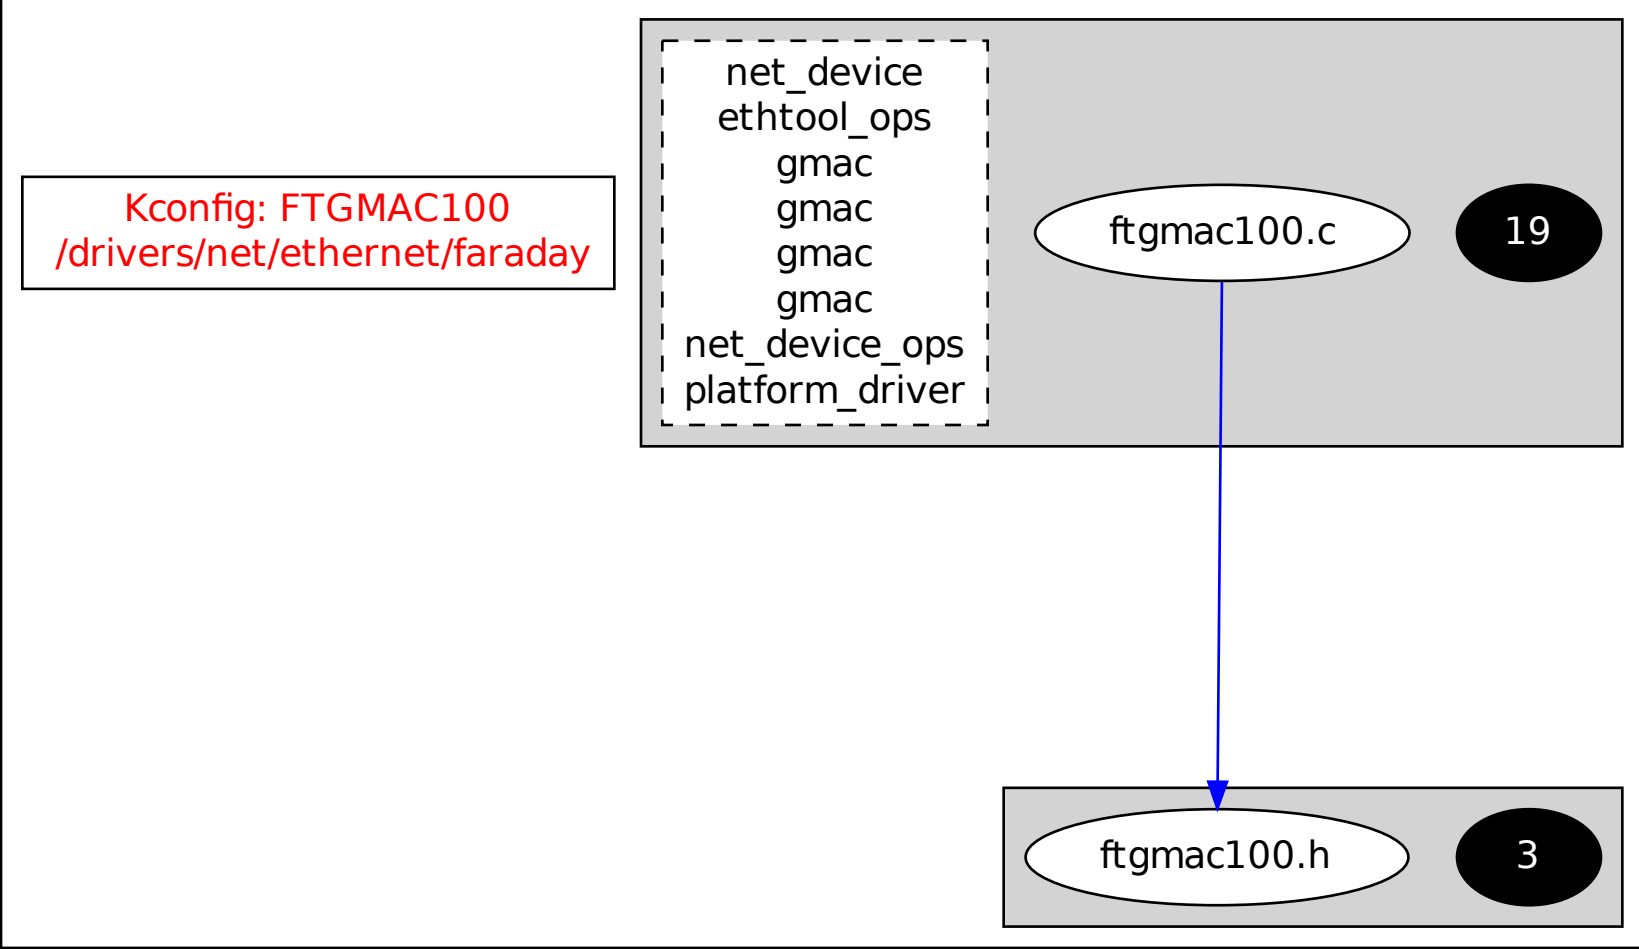 Kconfig: FTGMAC100
/drivers/net/ethernet/faraday
net_device
ethtool_ops
gmac
gmac
gmac
gmac
net_device_ops
platform_driver
ftgmac100.c
19
ftgmac100.h
3